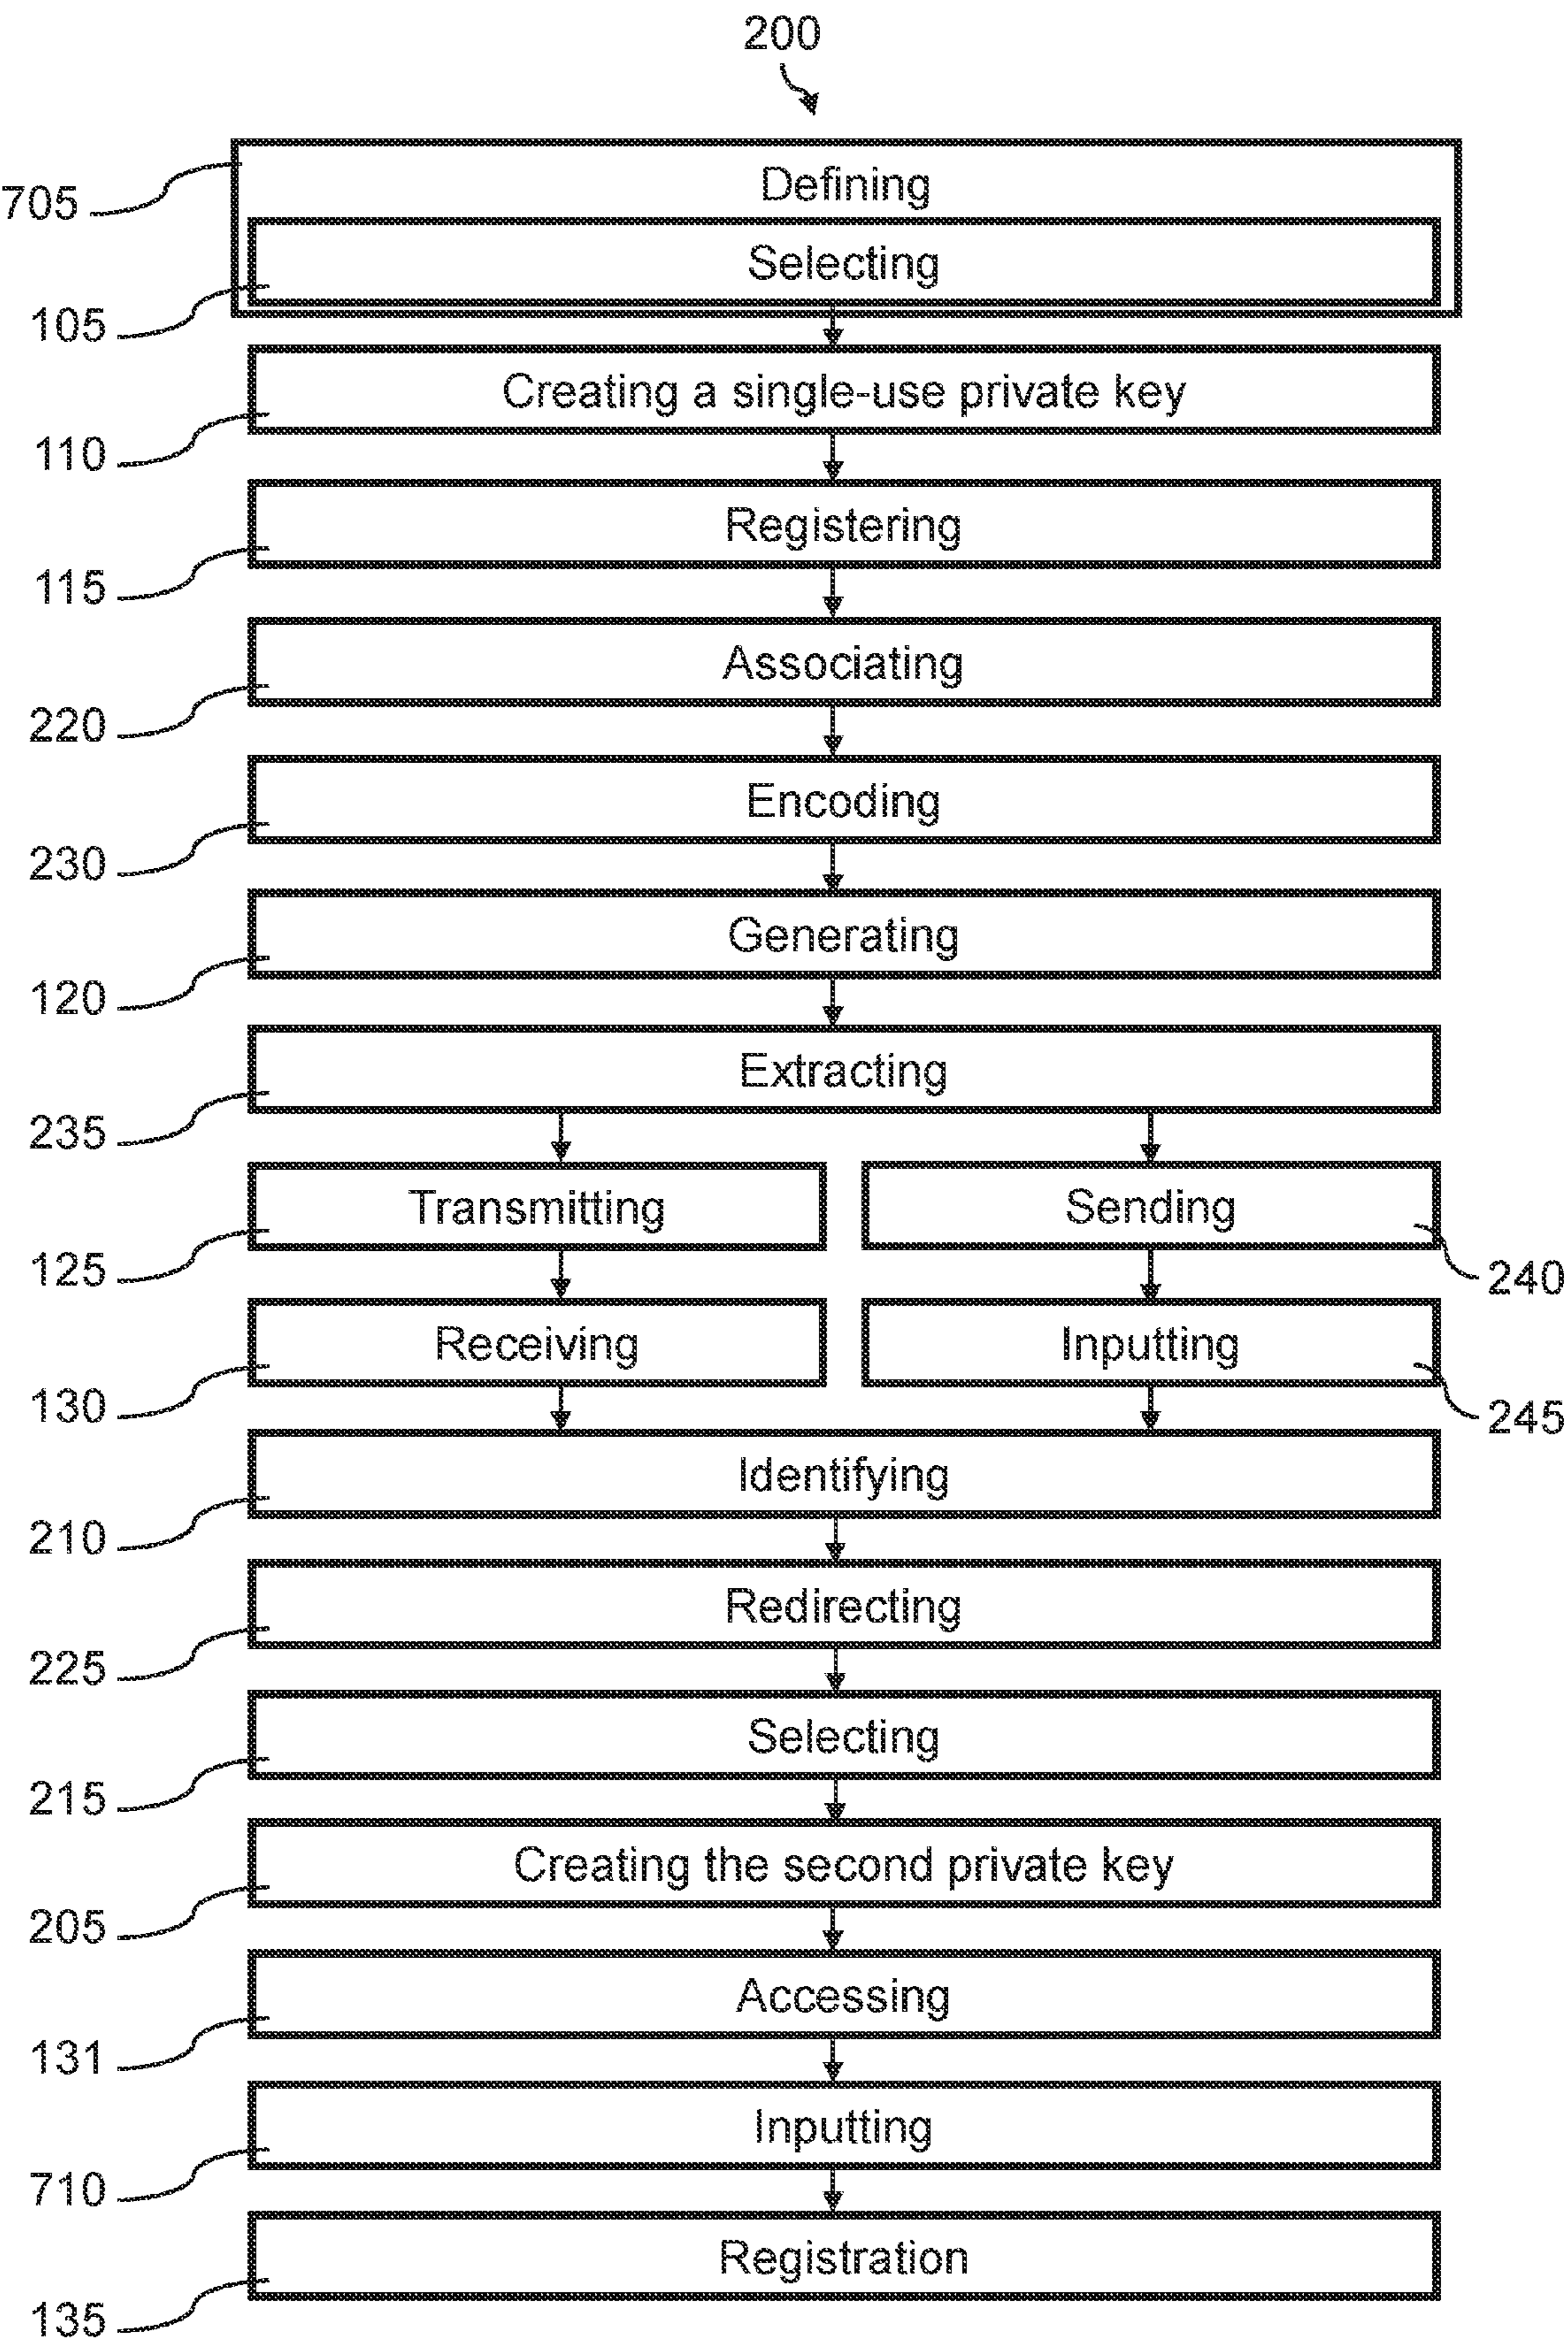 200
Defining
705
Selecting
105
Creating a single-use private key
110
Registering
115
Associating
220
Encoding
230
Generating
120
Extracting
235
Transmitting
Sending
125
240
Receiving
Inputting
130
245
Identifying
210
Redirecting
225
Selecting
215
Creating the second private key
205
Accessing
131
Inputting
710
Registration
135